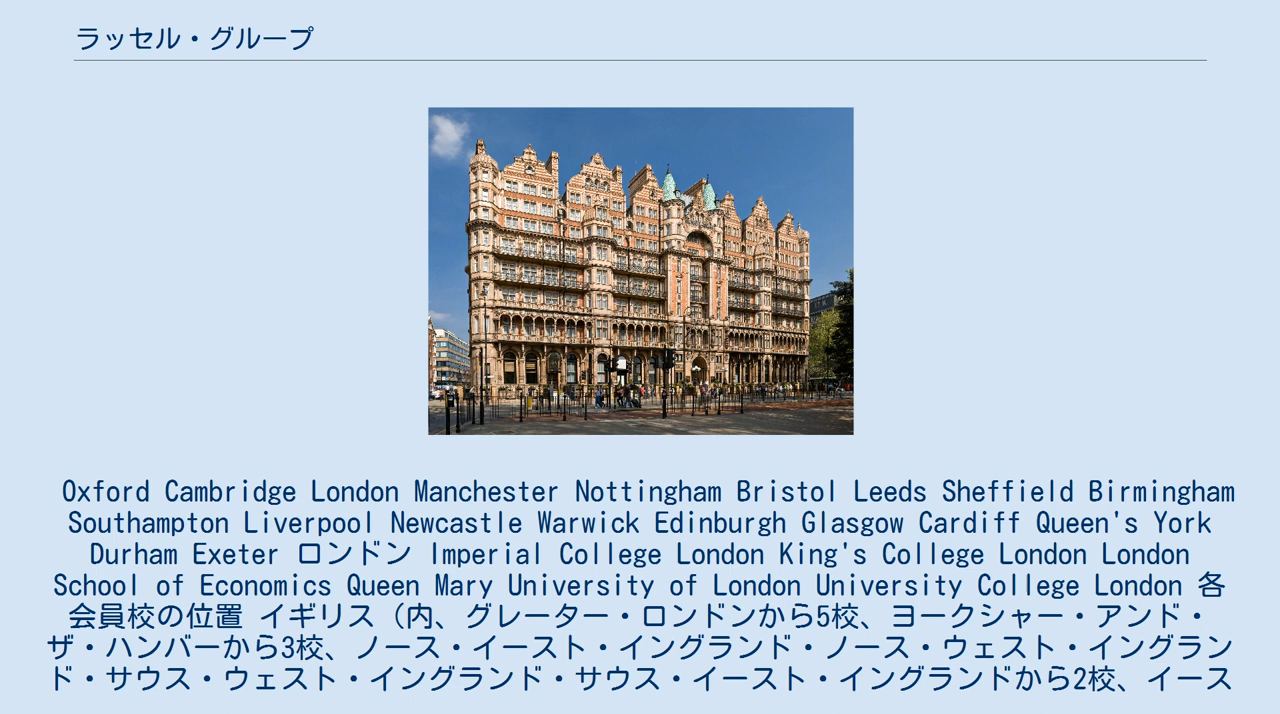 ラッセル・グループ
Oxford Cambridge London Manchester Nottingham Bristol Leeds Sheffield Birmingham
Southampton Liverpool Newcastle Warwick Edinburgh Glasgow Cardiff Queen's York
Durham Exeter ロンドン Imperial College London King's College London London
School of Economics Queen Mary University of London University College London 各
会員校の位置 イギリス（内、グレーター・ロンドンから5校、ヨークシャー・アンド・
ザ・ハンバーから3校、ノース・イースト・イングランド・ノース・ウェスト・イングラン
ド・サウス・ウェスト・イングランド・サウス・イースト・イングランドから2校、イース